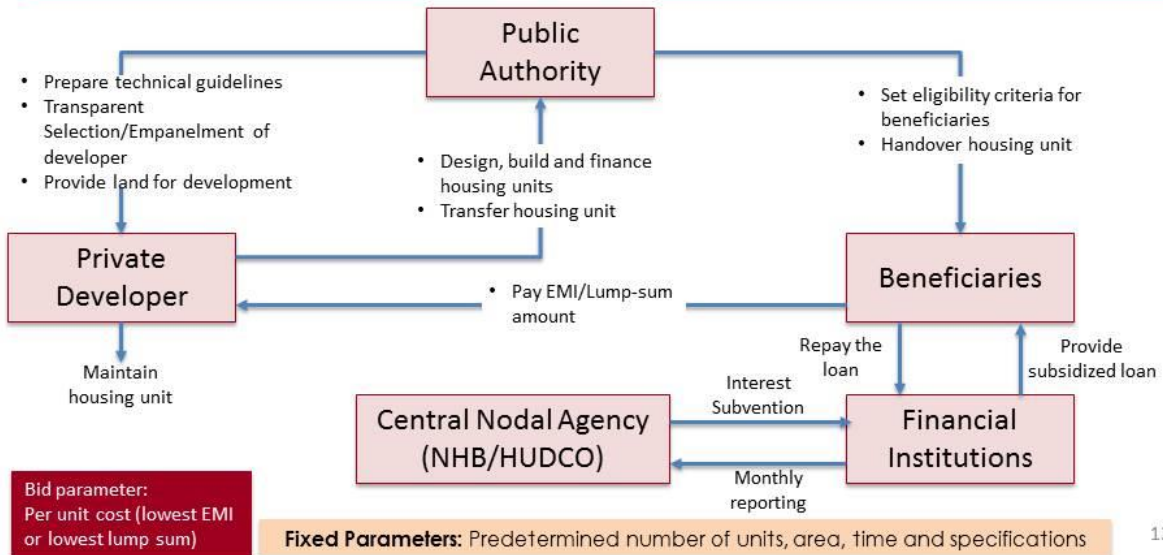 Public
Authority
• Prepare technical guidelines
• Transparent
Selection/Empanelment of
developer
• Provide land for development
• Design, build and finance
housing units
• Transfer housing unit
• Set eligibility criteria for
beneficiaries
• Handover housing unit
Private
Developer
Beneficiaries
• Pay EMI/Lump-sum
amount
Maintain
housing unit
Repay the
loan
Provide
subsidized loan
Interest
Subvention
Central Nodal Agency
(NHB/HUDCO)
Financial
Institutions
Monthly
reporting
Bid parameter:
Per unit cost (lowest EMI
or lowest lump sum)
Fixed Parameters: Predetermined number of units, area, time and specifications